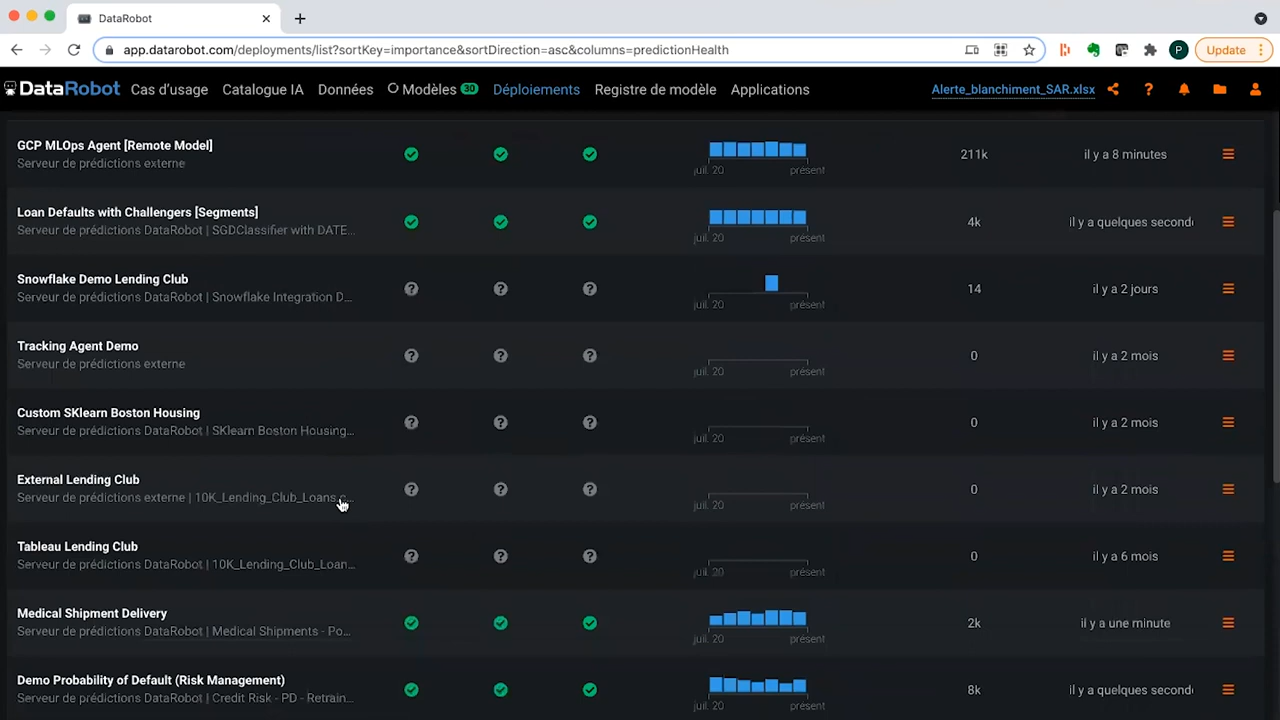 DataRobot
app.datarobot.com/deployments/list?sortKey=importance&sortDirection=asc&columns=predictionHealth
P
Update
DataRobot
Cas d'usage
Catalogue IA
Données
Modèles 30
Déploiements
Registre de modèle
Applications
Alerte_blanchiment_SAR.xlsx
GCP MLOps Agent [Remote Model]
Serveur de prédictions externe
juil. 20 présent
211k
il y a 8 minutes
Loan Defaults with Challengers [Segments]
Serveur de prédictions DataRobot | SGDClassifier with DATE...
juil. 20 présent
4k
il y a quelques second
Snowflake Demo Lending Club
Serveur de prédictions DataRobot | Snowflake Integration D...
juil. 20 présent
14
il y a 2 jours
Tracking Agent Demo
Serveur de prédictions externe
juil. 20 présent
0
il y a 2 mois
Custom SKlearn Boston Housing
Serveur de prédictions DataRobot | SKlearn Boston Housing...
juil. 20 présent
0
il y a 2 mois
External Lending Club
Serveur de prédictions externe | 10K_Lending_Club_Loans.c...
juil. 20 présent
0
il y a 2 mois
Tableau Lending Club
Serveur de prédictions DataRobot | 10K_Lending_Club_Loan...
juil. 20 présent
0
il y a 6 mois
Medical Shipment Delivery
Serveur de prédictions DataRobot | Medical Shipments - Po...
juil. 20 présent
2k
il y a une minute
Demo Probability of Default (Risk Management)
Serveur de prédictions DataRobot | Credit Risk - PD - Retrain...
juil. 20 présent
8k
il y a quelques second